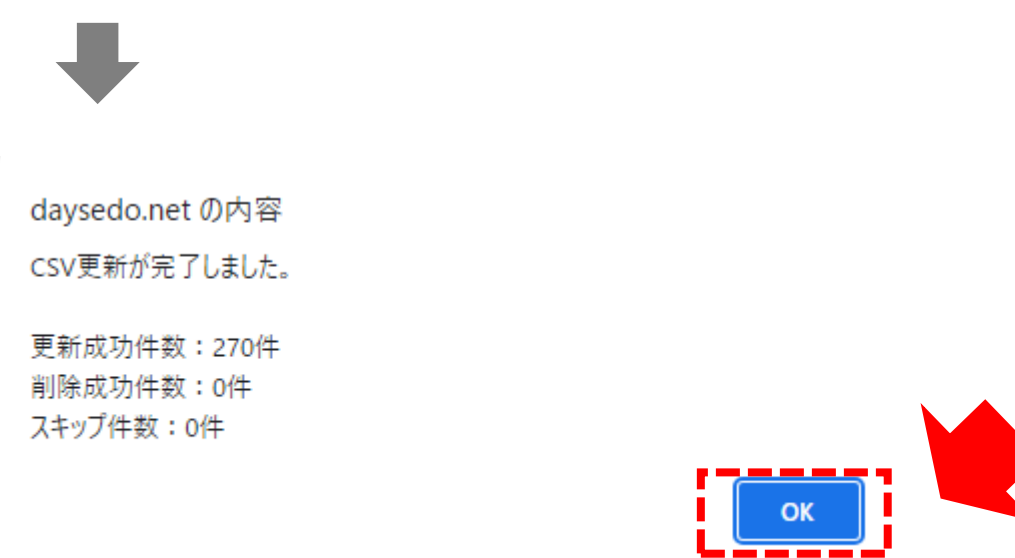 daysedo.net の内容
CSV更新が完了しました。
更新成功件数：270件
削除成功件数：0件
スキップ件数：0件
OK